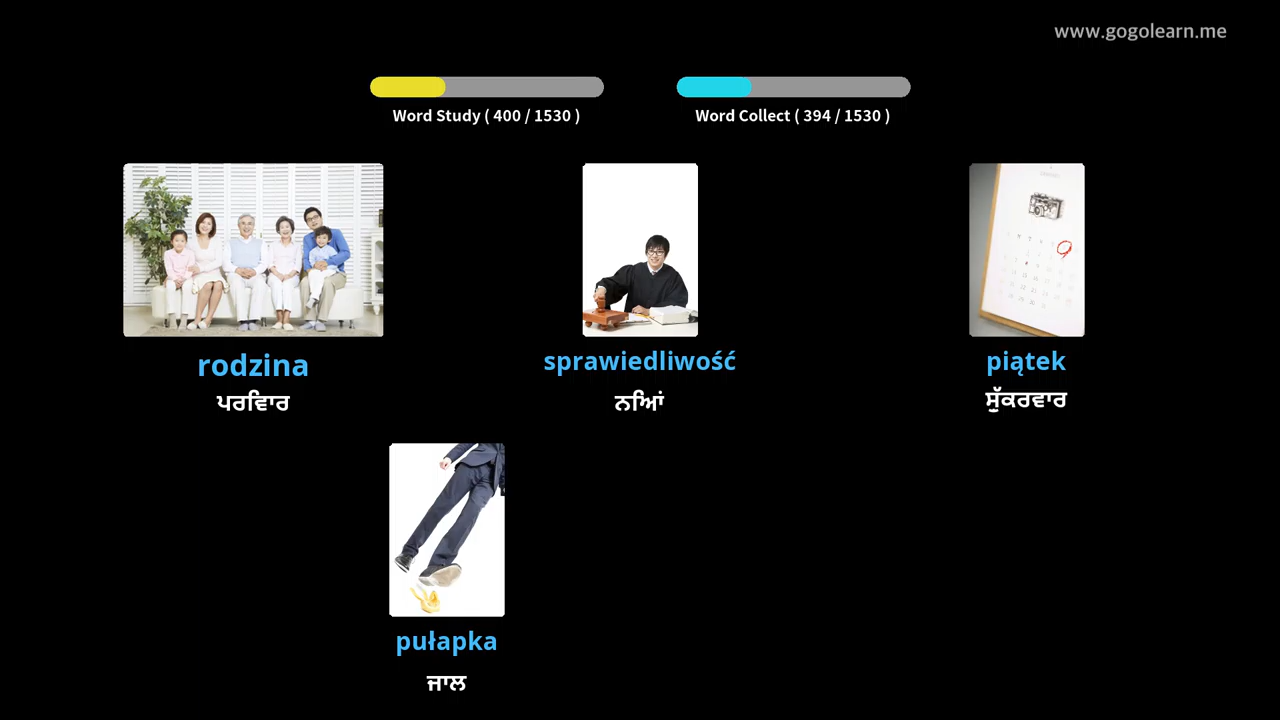 www.gogolearn.me
Word Study ( 400 / 1530 )
Word Collect ( 394 / 1530 )
rodzina
ਪਰਿਵਾਰ
sprawiedliwość
ਨਿਆਂ
piątek
ਸ਼ੁੱਕਰਵਾਰ
pułapka
ਜਾਲ